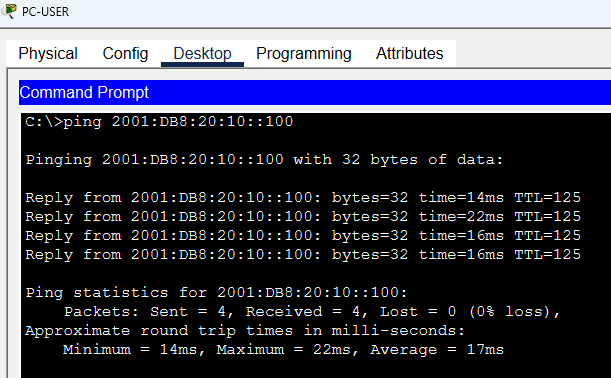 PC-USER
Physical Config Desktop Programming Attributes
Command Prompt
C:\>ping 2001:DB8:20:10::100
Pinging 2001:DB8:20:10::100 with 32 bytes of data:
Reply from 2001:DB8:20:10::100: bytes=32 time=14ms TTL=125
Reply from 2001:DB8:20:10::100: bytes=32 time=22ms TTL=125
Reply from 2001:DB8:20:10::100: bytes=32 time=16ms TTL=125
Reply from 2001:DB8:20:10::100: bytes=32 time=16ms TTL=125
Ping statistics for 2001:DB8:20:10::100:
Packets: Sent = 4, Received = 4, Lost = 0 (0% loss),
Approximate round trip times in milli-seconds:
Minimum = 14ms, Maximum = 22ms, Average = 17ms